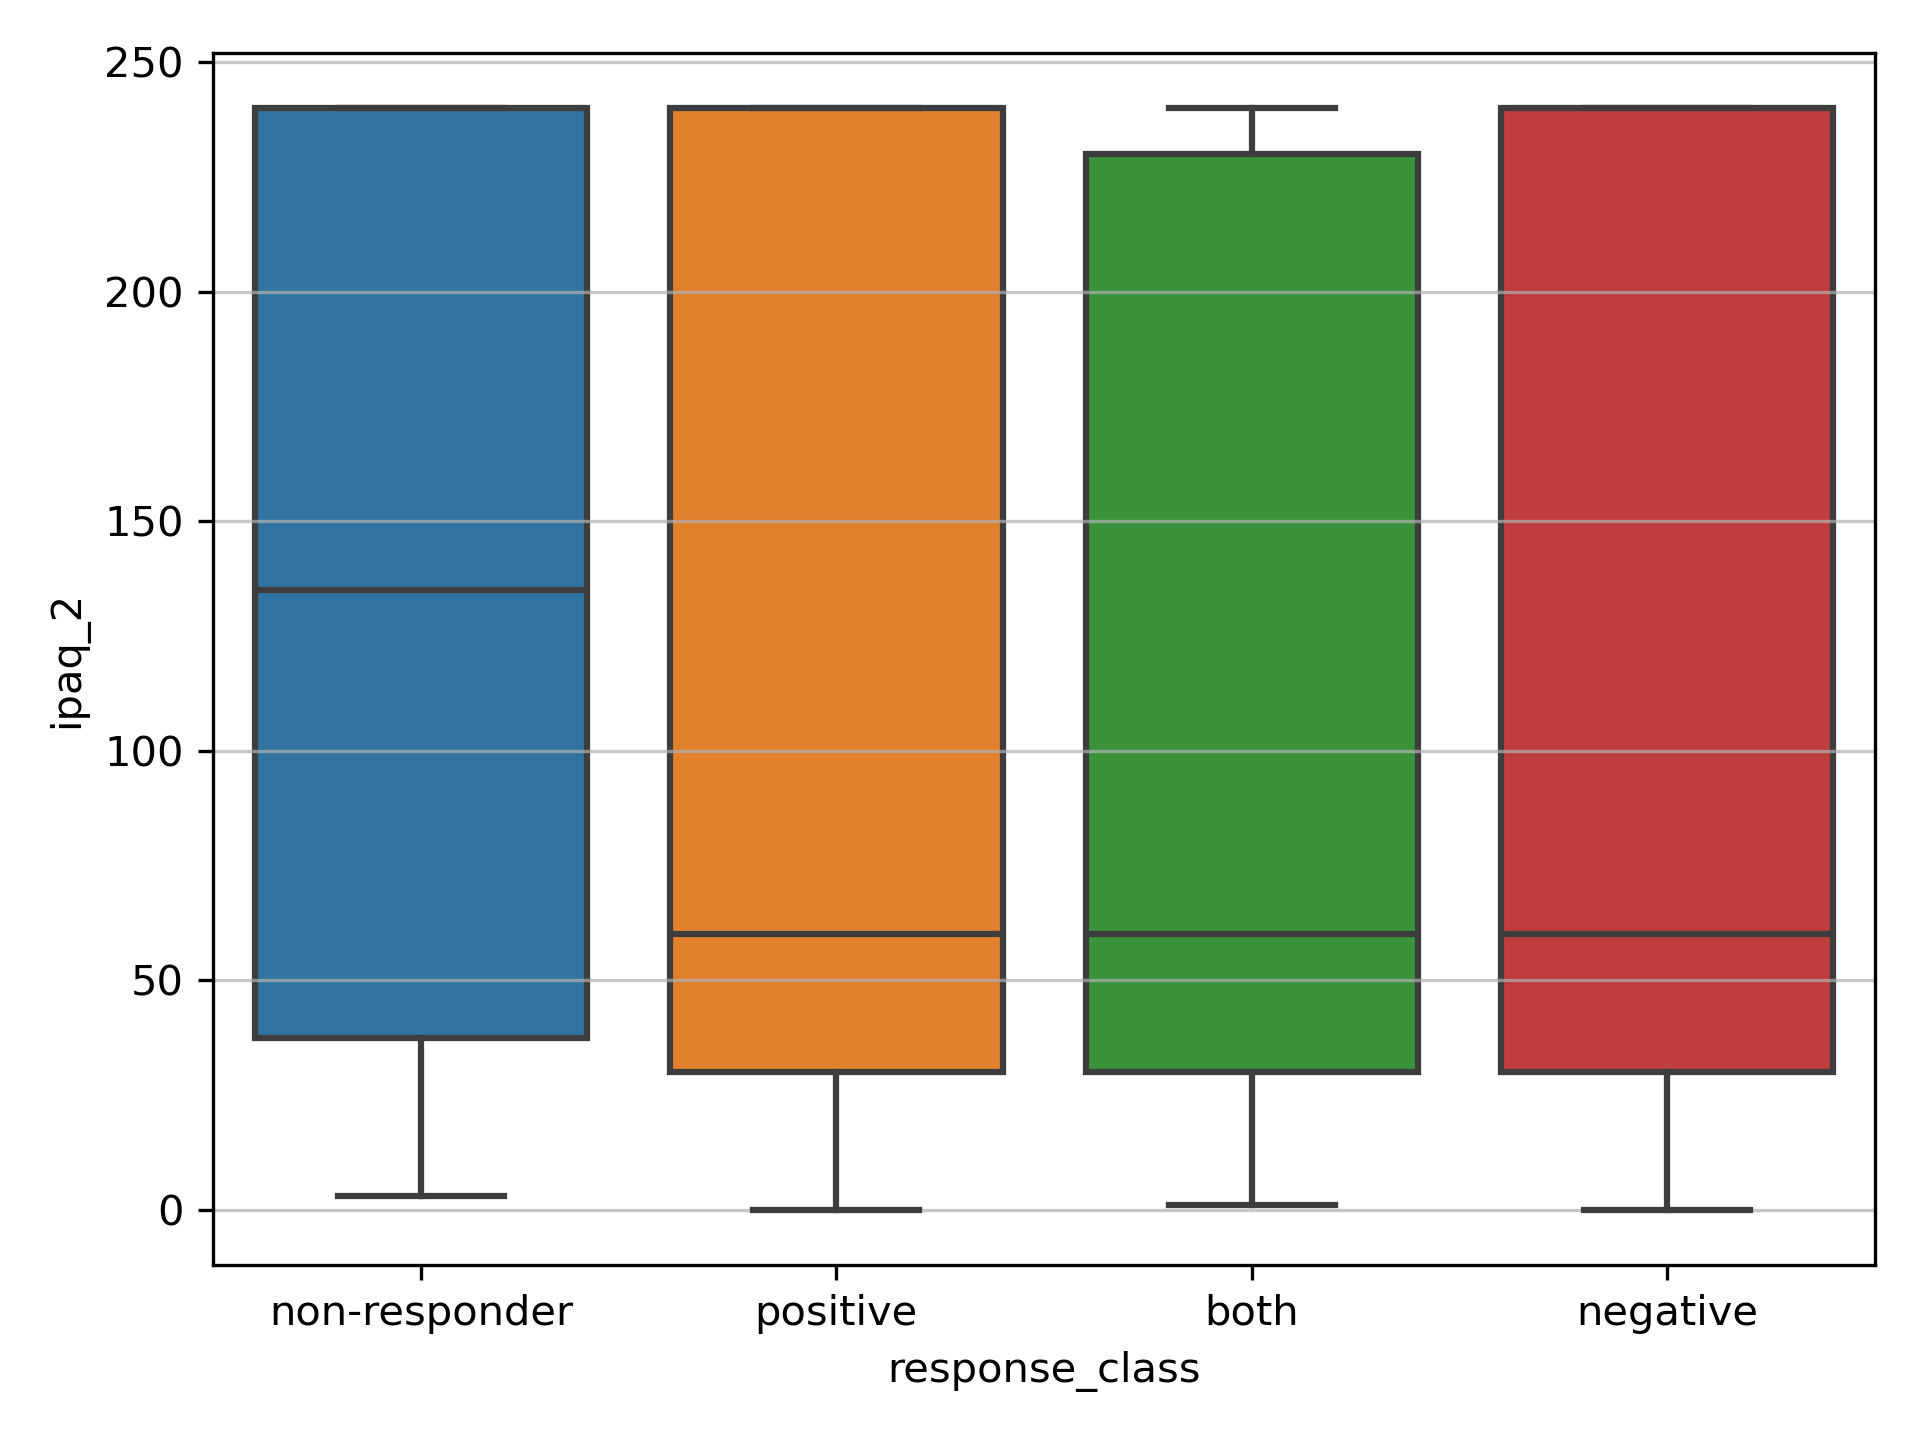 250
200
150
100
50
0
ipaq_2
non-responder positive both negative
response_class